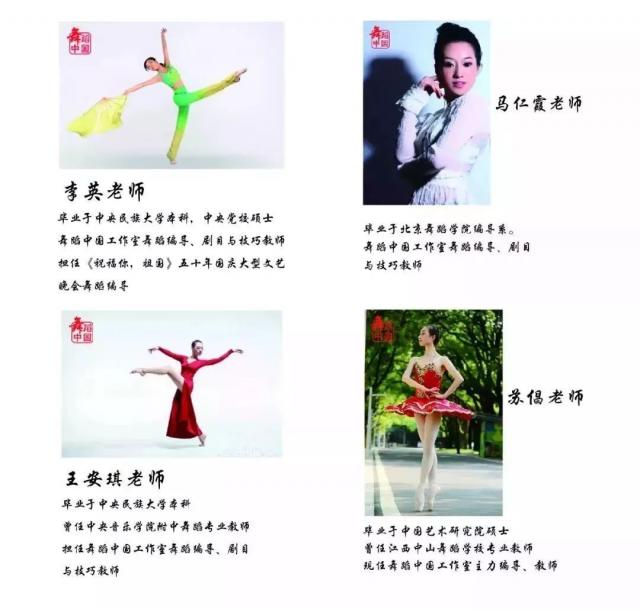 舞蹈中国
李英老师
毕业于中央民族大学本科，中央党校硕士
舞蹈中国工作室舞蹈编导、剧目与技巧教师
担任《祝福你，祖国》五十年国庆大型文艺
晚会舞蹈编导
舞蹈中国
马仁霞老师
毕业于北京舞蹈学院编导系。
舞蹈中国工作室舞蹈编导、剧目
与技巧教师
舞蹈中国
王安琪老师
毕业于中央民族大学本科
曾任中央音乐学院附中舞蹈专业教师
担任舞蹈中国工作室舞蹈编导、剧目
与技巧教师
舞蹈中国
苏倡老师
毕业于中国艺术研究院硕士
曾任江西中山舞蹈学校专业教师
现任舞蹈中国工作室主力编导、教师